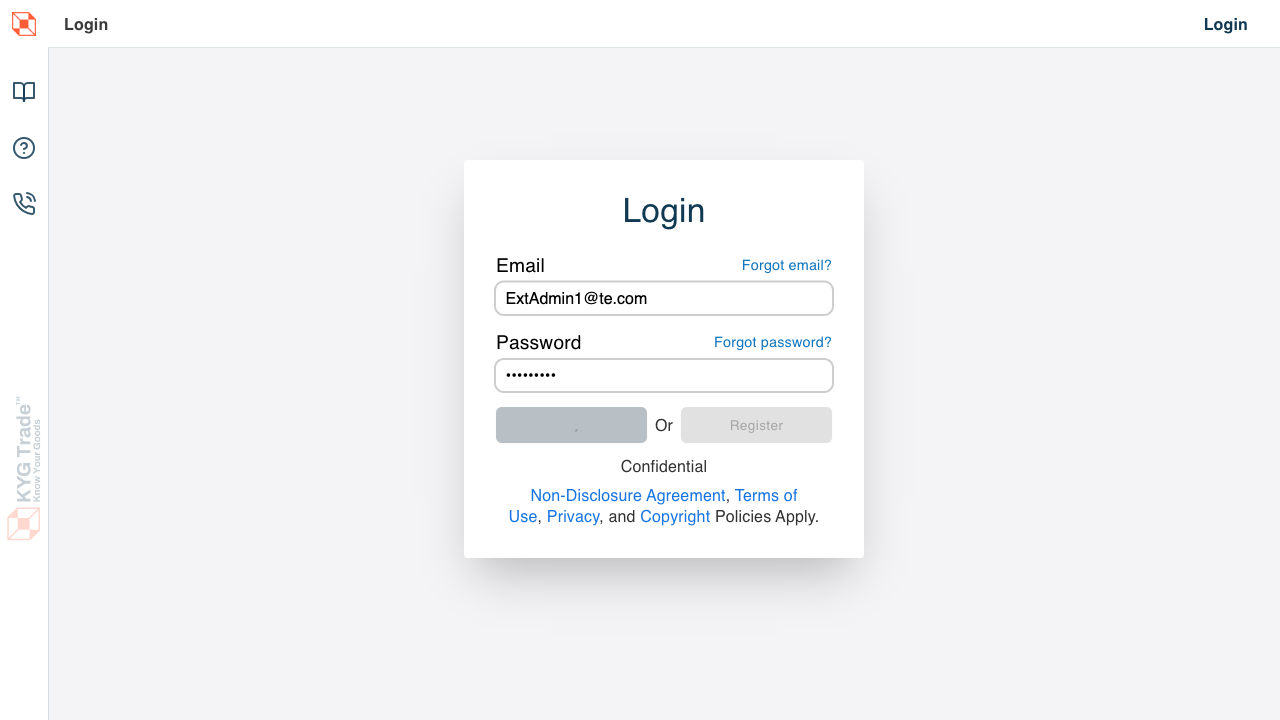 Login
Login
Login
Email
Forgot email?
ExtAdmin1@te.com
Password
Forgot password?
•••••••••
Or
Register
Confidential
Non-Disclosure Agreement, Terms of
Use, Privacy, and Copyright Policies Apply.
KYG Trade™
Know Your Goods